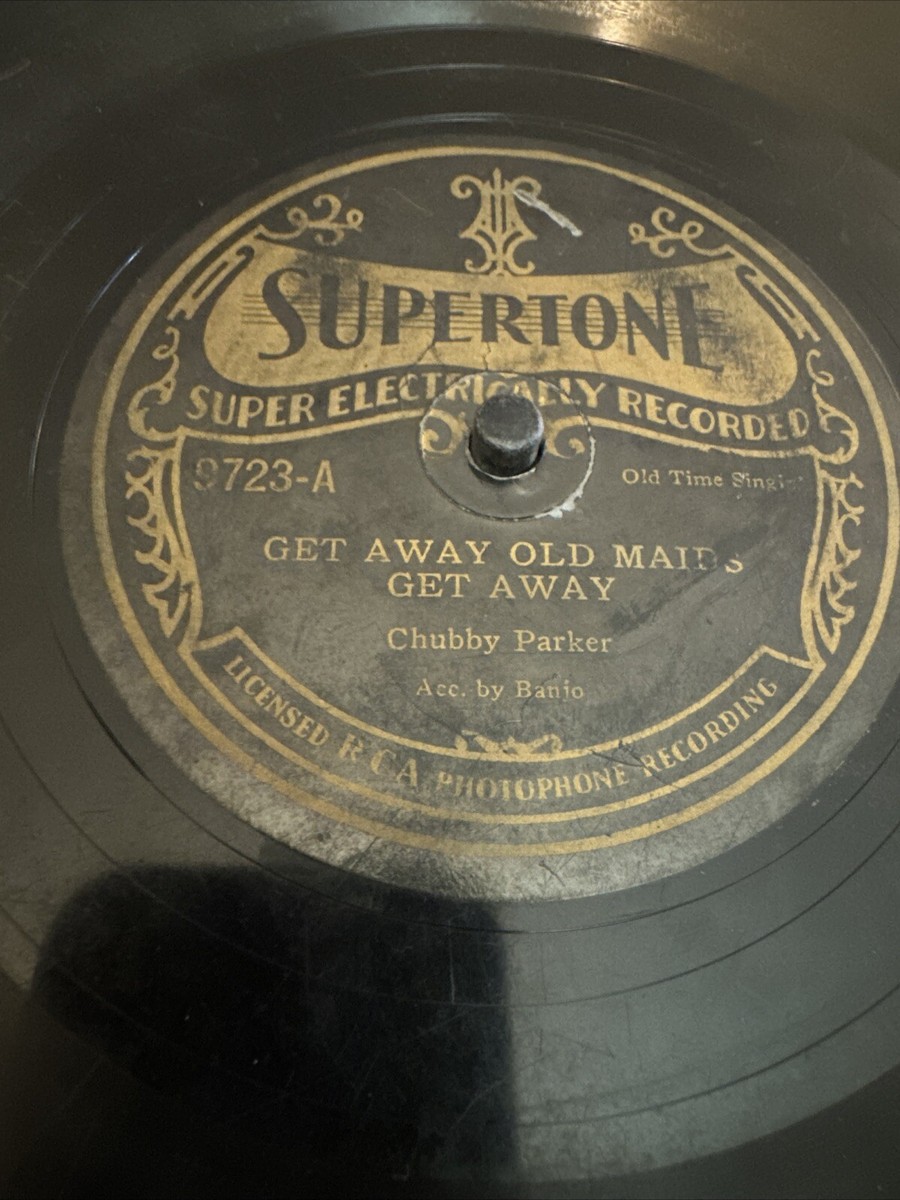 SUPERTONE
SUPER ELECTRICALLY RECORDED
9723-A
Old Time Singing
GET AWAY OLD MAIDS
GET AWAY
Chubby Parker
Acc. by Banjo
LICENSED RCA PHOTOPHONE RECORDING